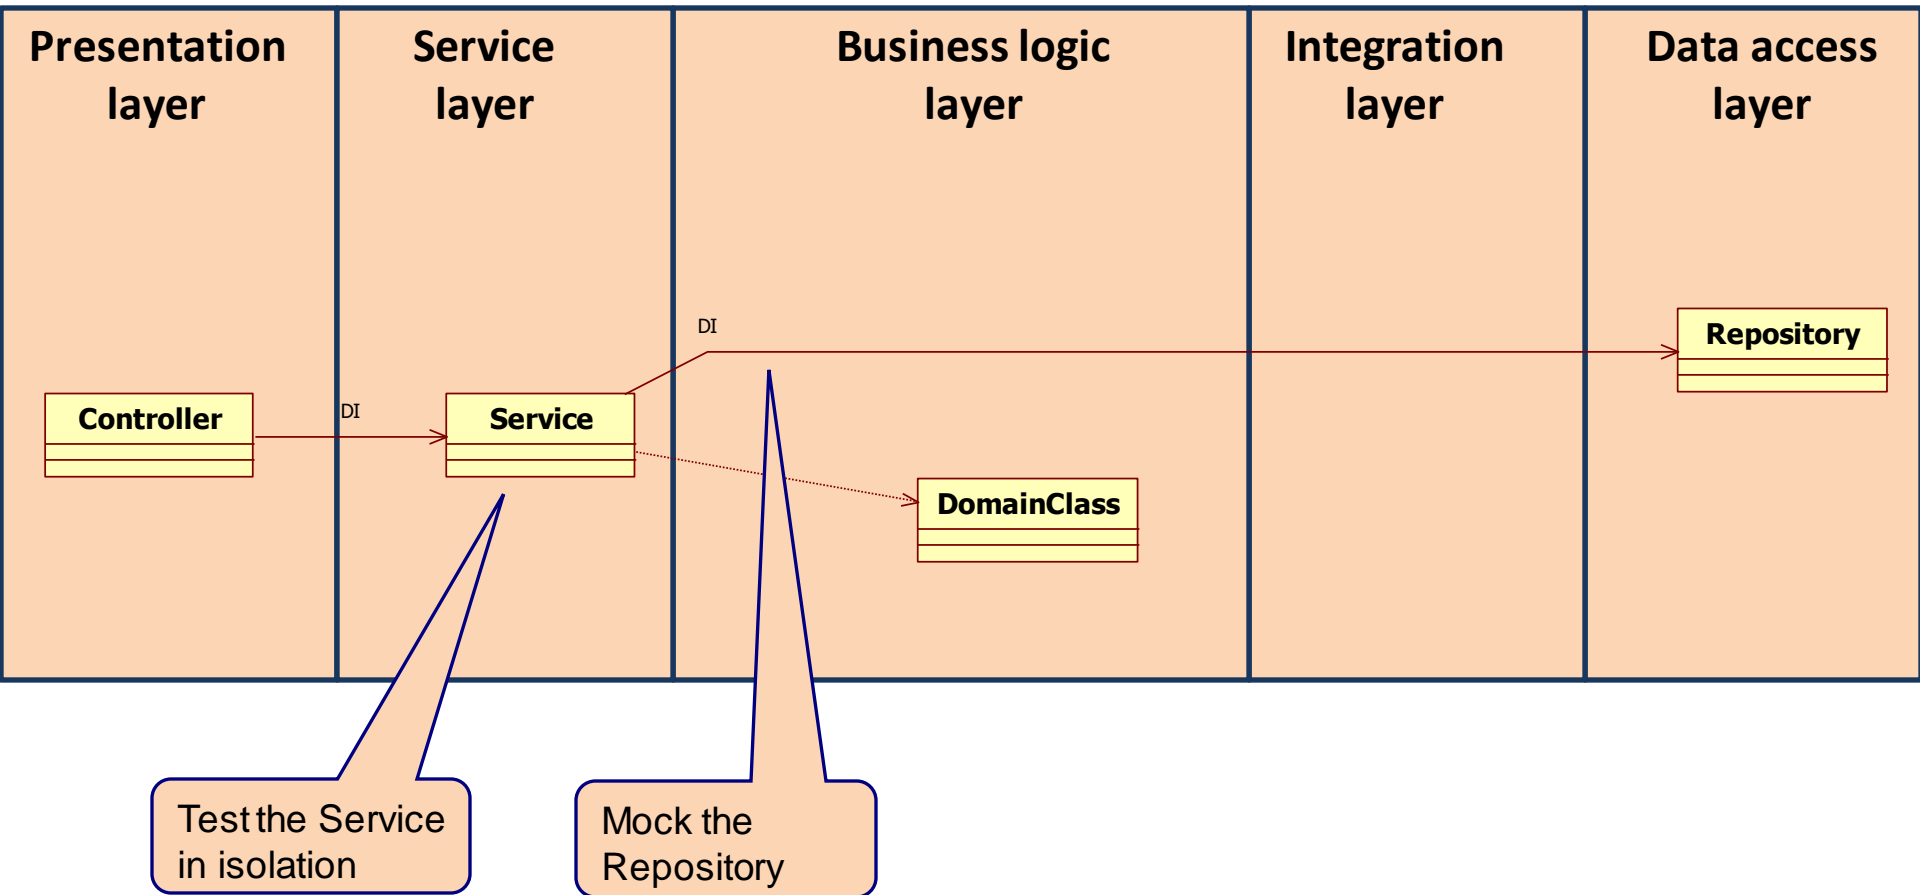 Presentation
layer
Service
layer
Business logic
layer
Integration
layer
Data access
layer
DI
Repository
Controller
DI
Service
DomainClass
Test the Service
in isolation
Mock the
Repository